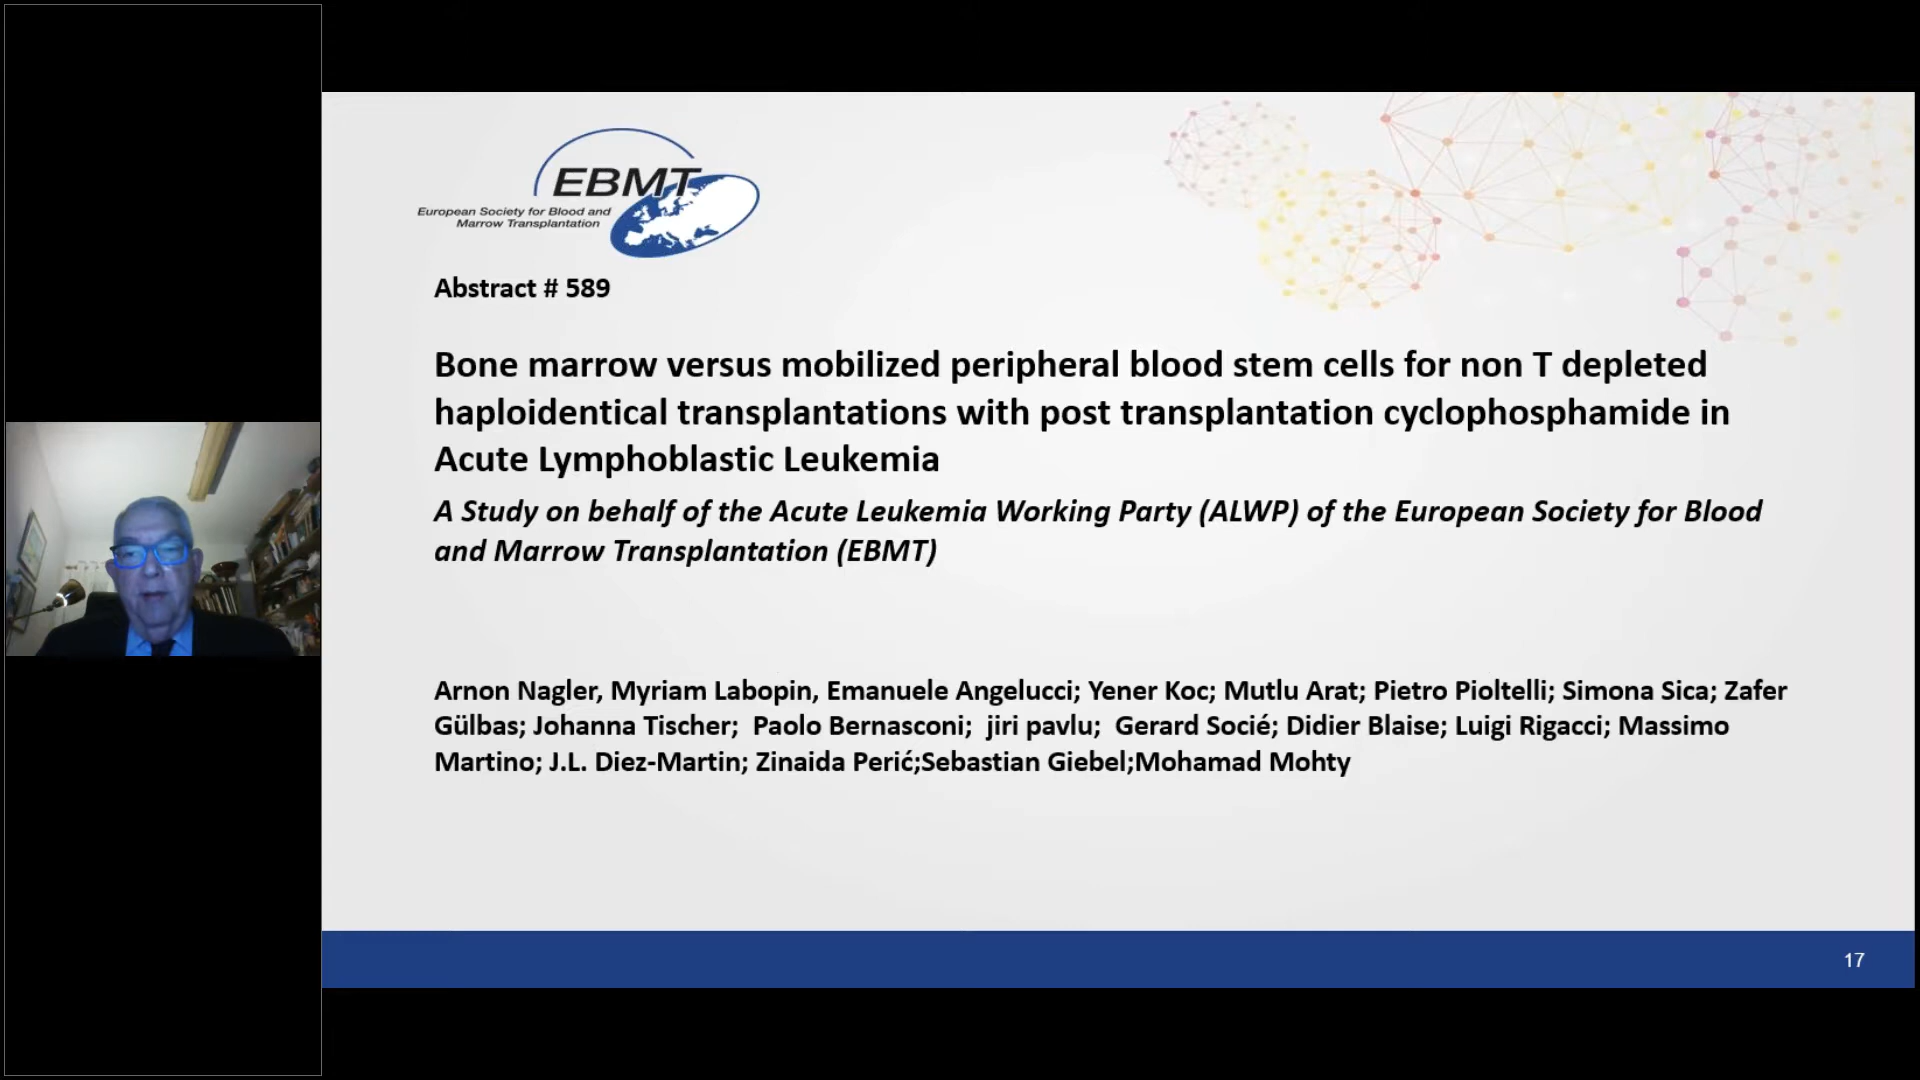 EBMT
European Society for Blood and
Marrow Transplantation
Abstract # 589
Bone marrow versus mobilized peripheral blood stem cells for non T depleted
haploidentical transplantations with post transplantation cyclophosphamide in
Acute Lymphoblastic Leukemia
A Study on behalf of the Acute Leukemia Working Party (ALWP) of the European Society for Blood
and Marrow Transplantation (EBMT)
Arnon Nagler, Myriam Labopin, Emanuele Angelucci; Yener Koc; Mutlu Arat; Pietro Pioltelli; Simona Sica; Zafer
Gülbas; Johanna Tischer;  Paolo Bernasconi;  jiri pavlu;  Gerard Socié; Didier Blaise; Luigi Rigacci; Massimo
Martino; J.L. Diez-Martin; Zinaida Perić;Sebastian Giebel;Mohamad Mohty
17